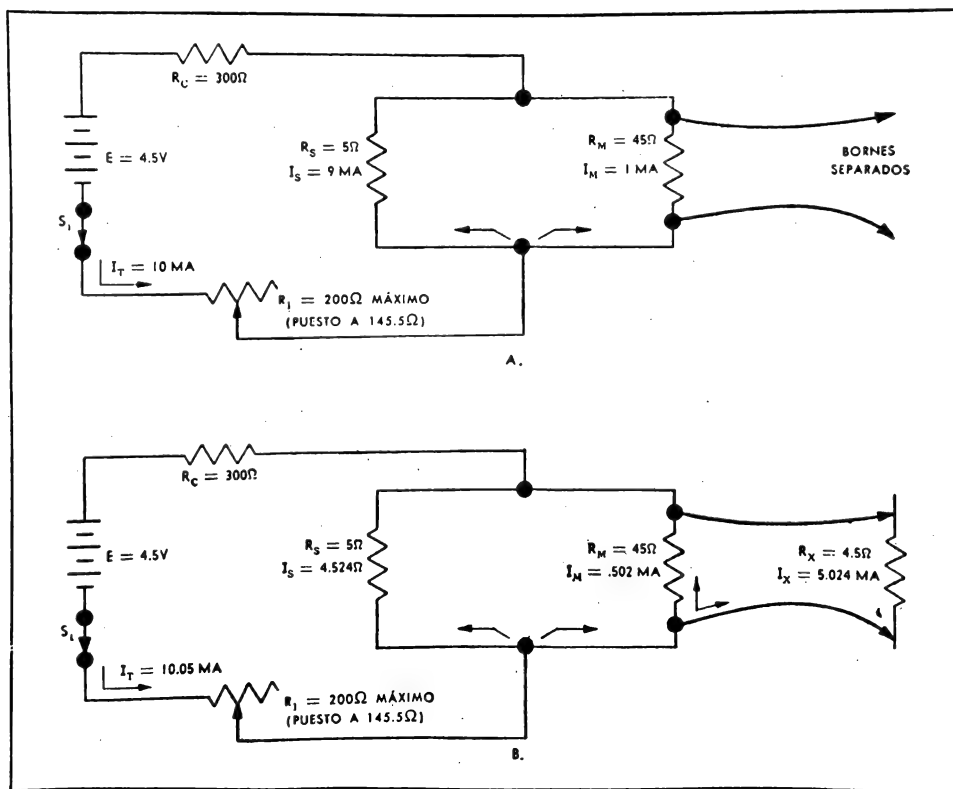 R_C = 300Ω
E = 4.5V
R_S = 5Ω
I_S = 9 MA
R_M = 45Ω
I_M = 1 MA
BORNES
SEPARADOS
S_1
I_T = 10 MA
R_1 = 200Ω MÁXIMO
(PUESTO A 145.5Ω)
A.
R_C = 300Ω
E = 4.5V
R_S = 5Ω
I_S = 4.524Ω
R_M = 45Ω
I_M = .502 MA
R_X = 4.5Ω
I_X = 5.024 MA
S_1
I_T = 10.05 MA
R_1 = 200Ω MÁXIMO
(PUESTO A 145.5Ω)
B.